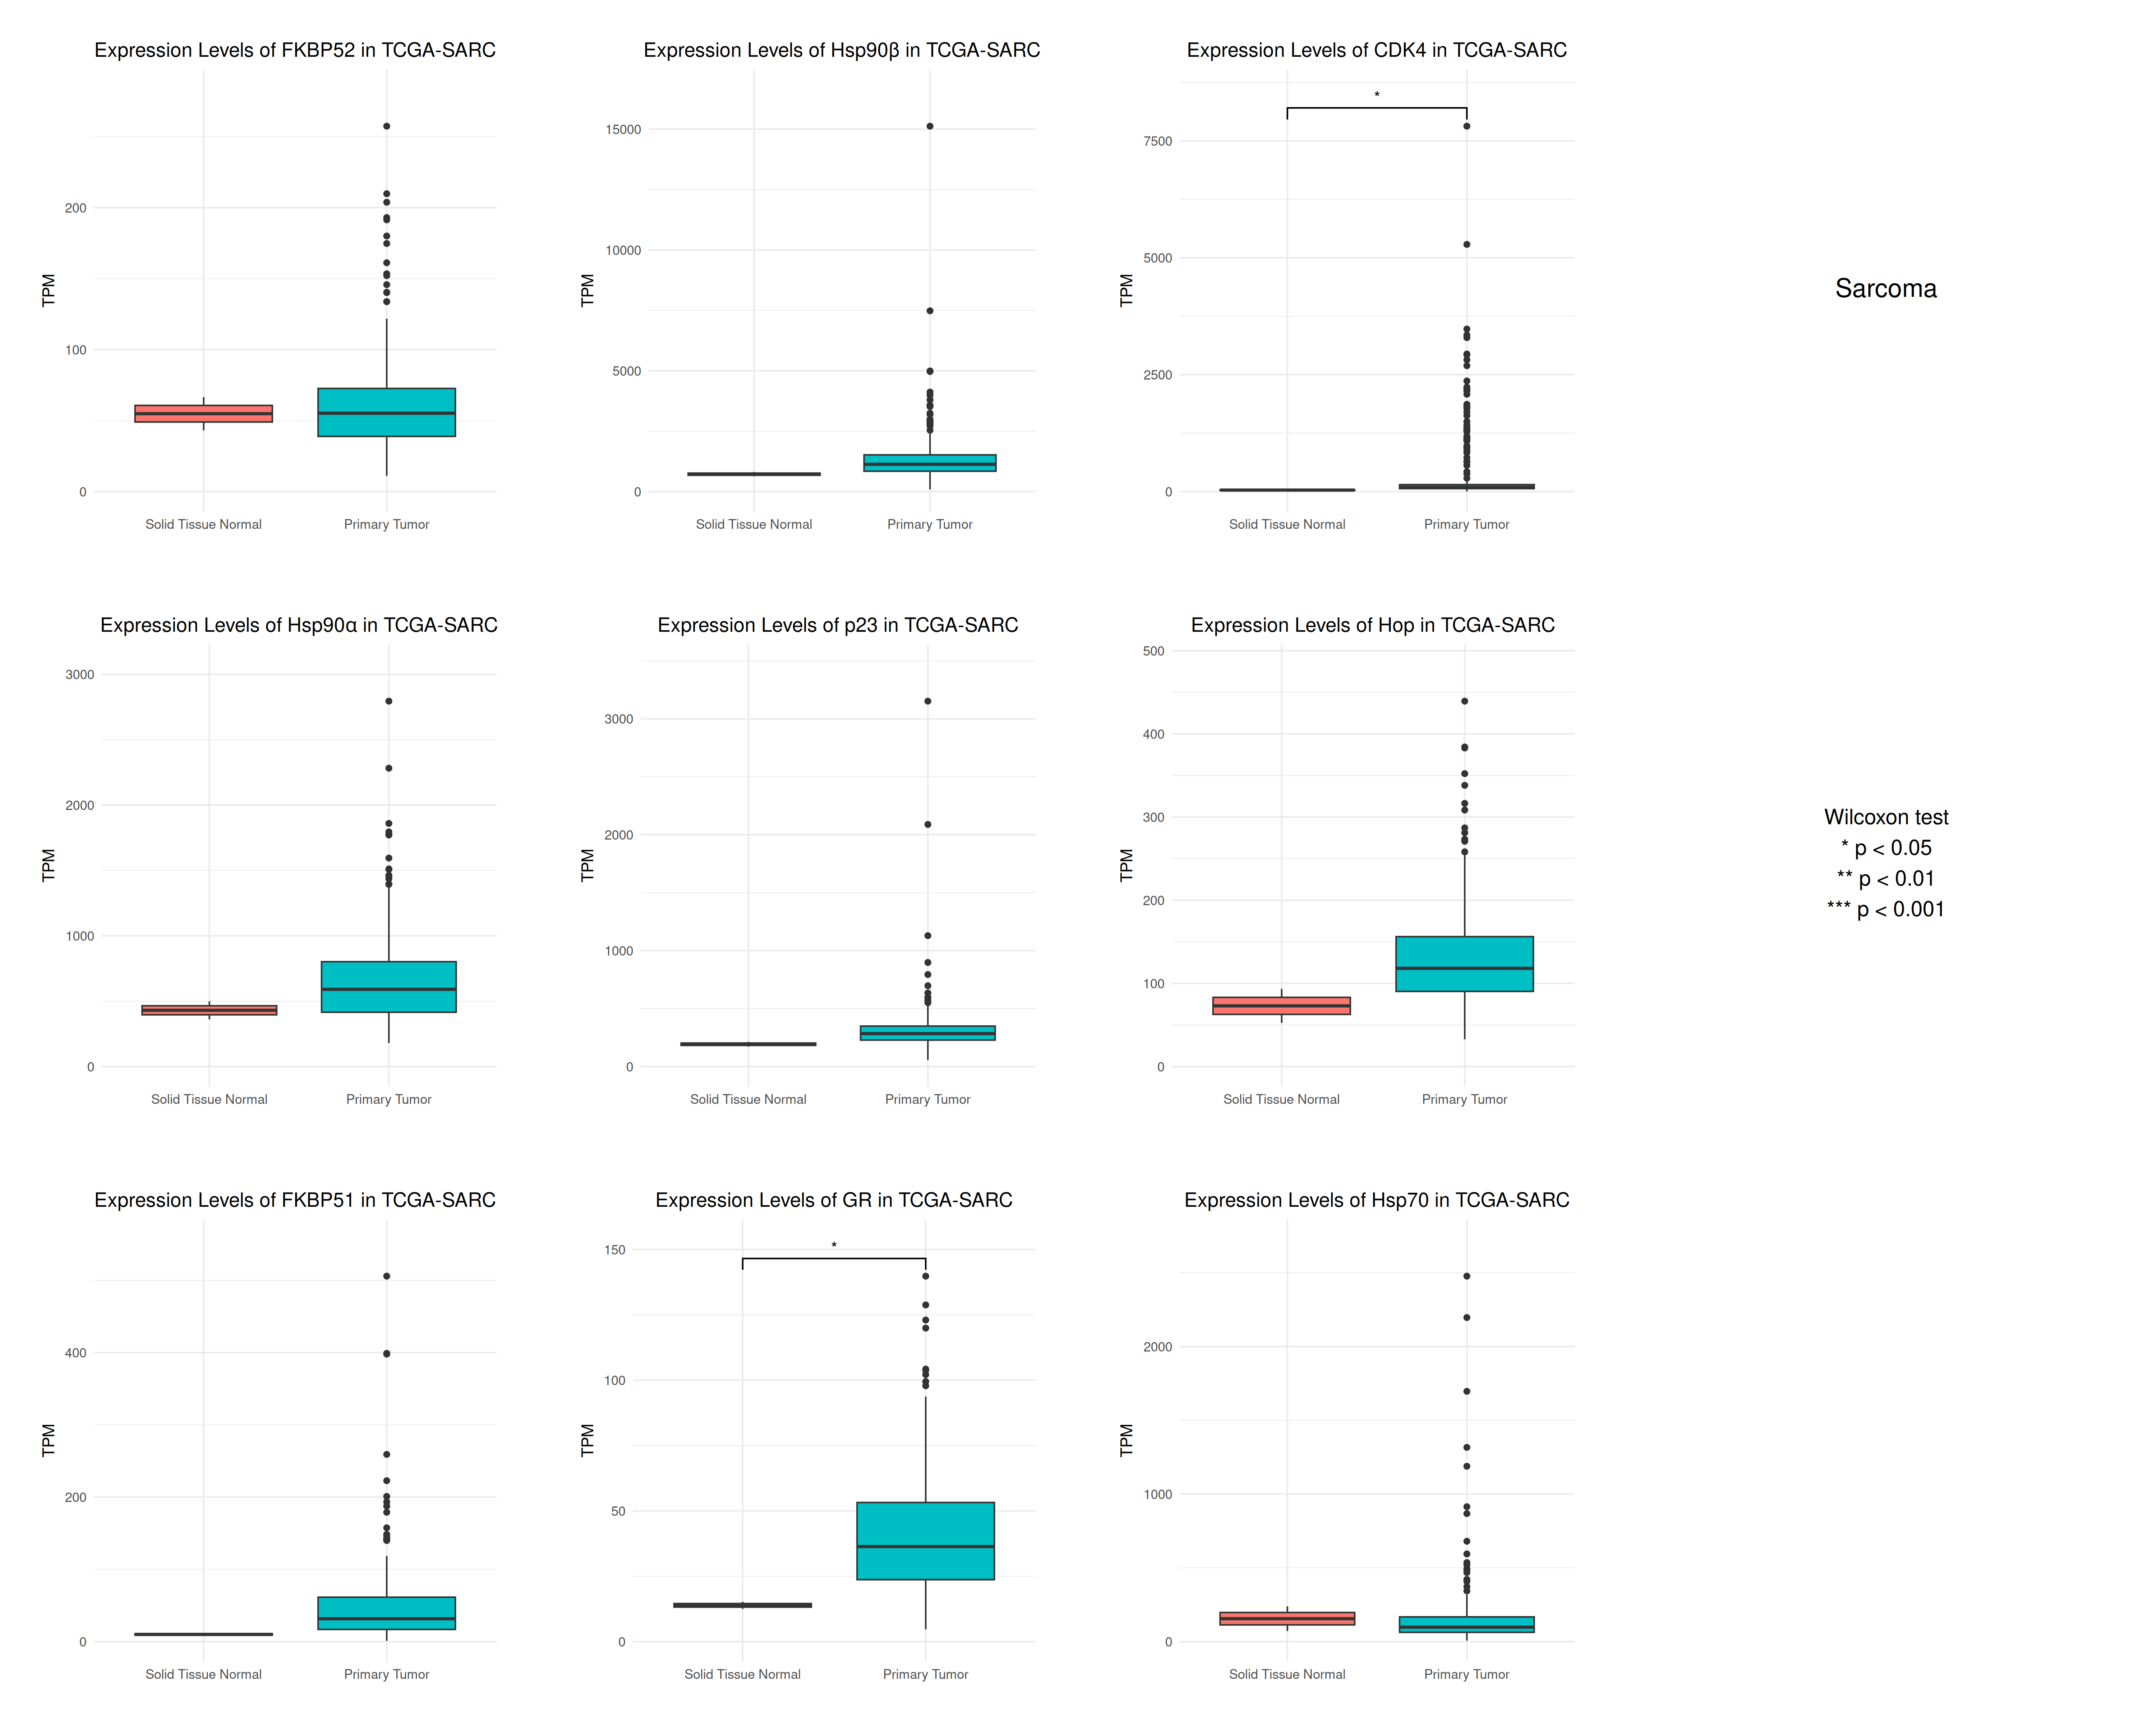 Expression Levels of FKBP52 in TCGA-SARC
TPM
200
100
0
Solid Tissue Normal
Primary Tumor
Expression Levels of Hsp90β in TCGA-SARC
TPM
15000
10000
5000
0
Solid Tissue Normal
Primary Tumor
Expression Levels of CDK4 in TCGA-SARC
*
TPM
7500
5000
2500
0
Solid Tissue Normal
Primary Tumor
Sarcoma
Expression Levels of Hsp90α in TCGA-SARC
TPM
3000
2000
1000
0
Solid Tissue Normal
Primary Tumor
Expression Levels of p23 in TCGA-SARC
TPM
3000
2000
1000
0
Solid Tissue Normal
Primary Tumor
Expression Levels of Hop in TCGA-SARC
TPM
500
400
300
200
100
0
Solid Tissue Normal
Primary Tumor
Wilcoxon test
* p < 0.05
** p < 0.01
*** p < 0.001
Expression Levels of FKBP51 in TCGA-SARC
TPM
400
200
0
Solid Tissue Normal
Primary Tumor
Expression Levels of GR in TCGA-SARC
*
TPM
150
100
50
0
Solid Tissue Normal
Primary Tumor
Expression Levels of Hsp70 in TCGA-SARC
TPM
2000
1000
0
Solid Tissue Normal
Primary Tumor